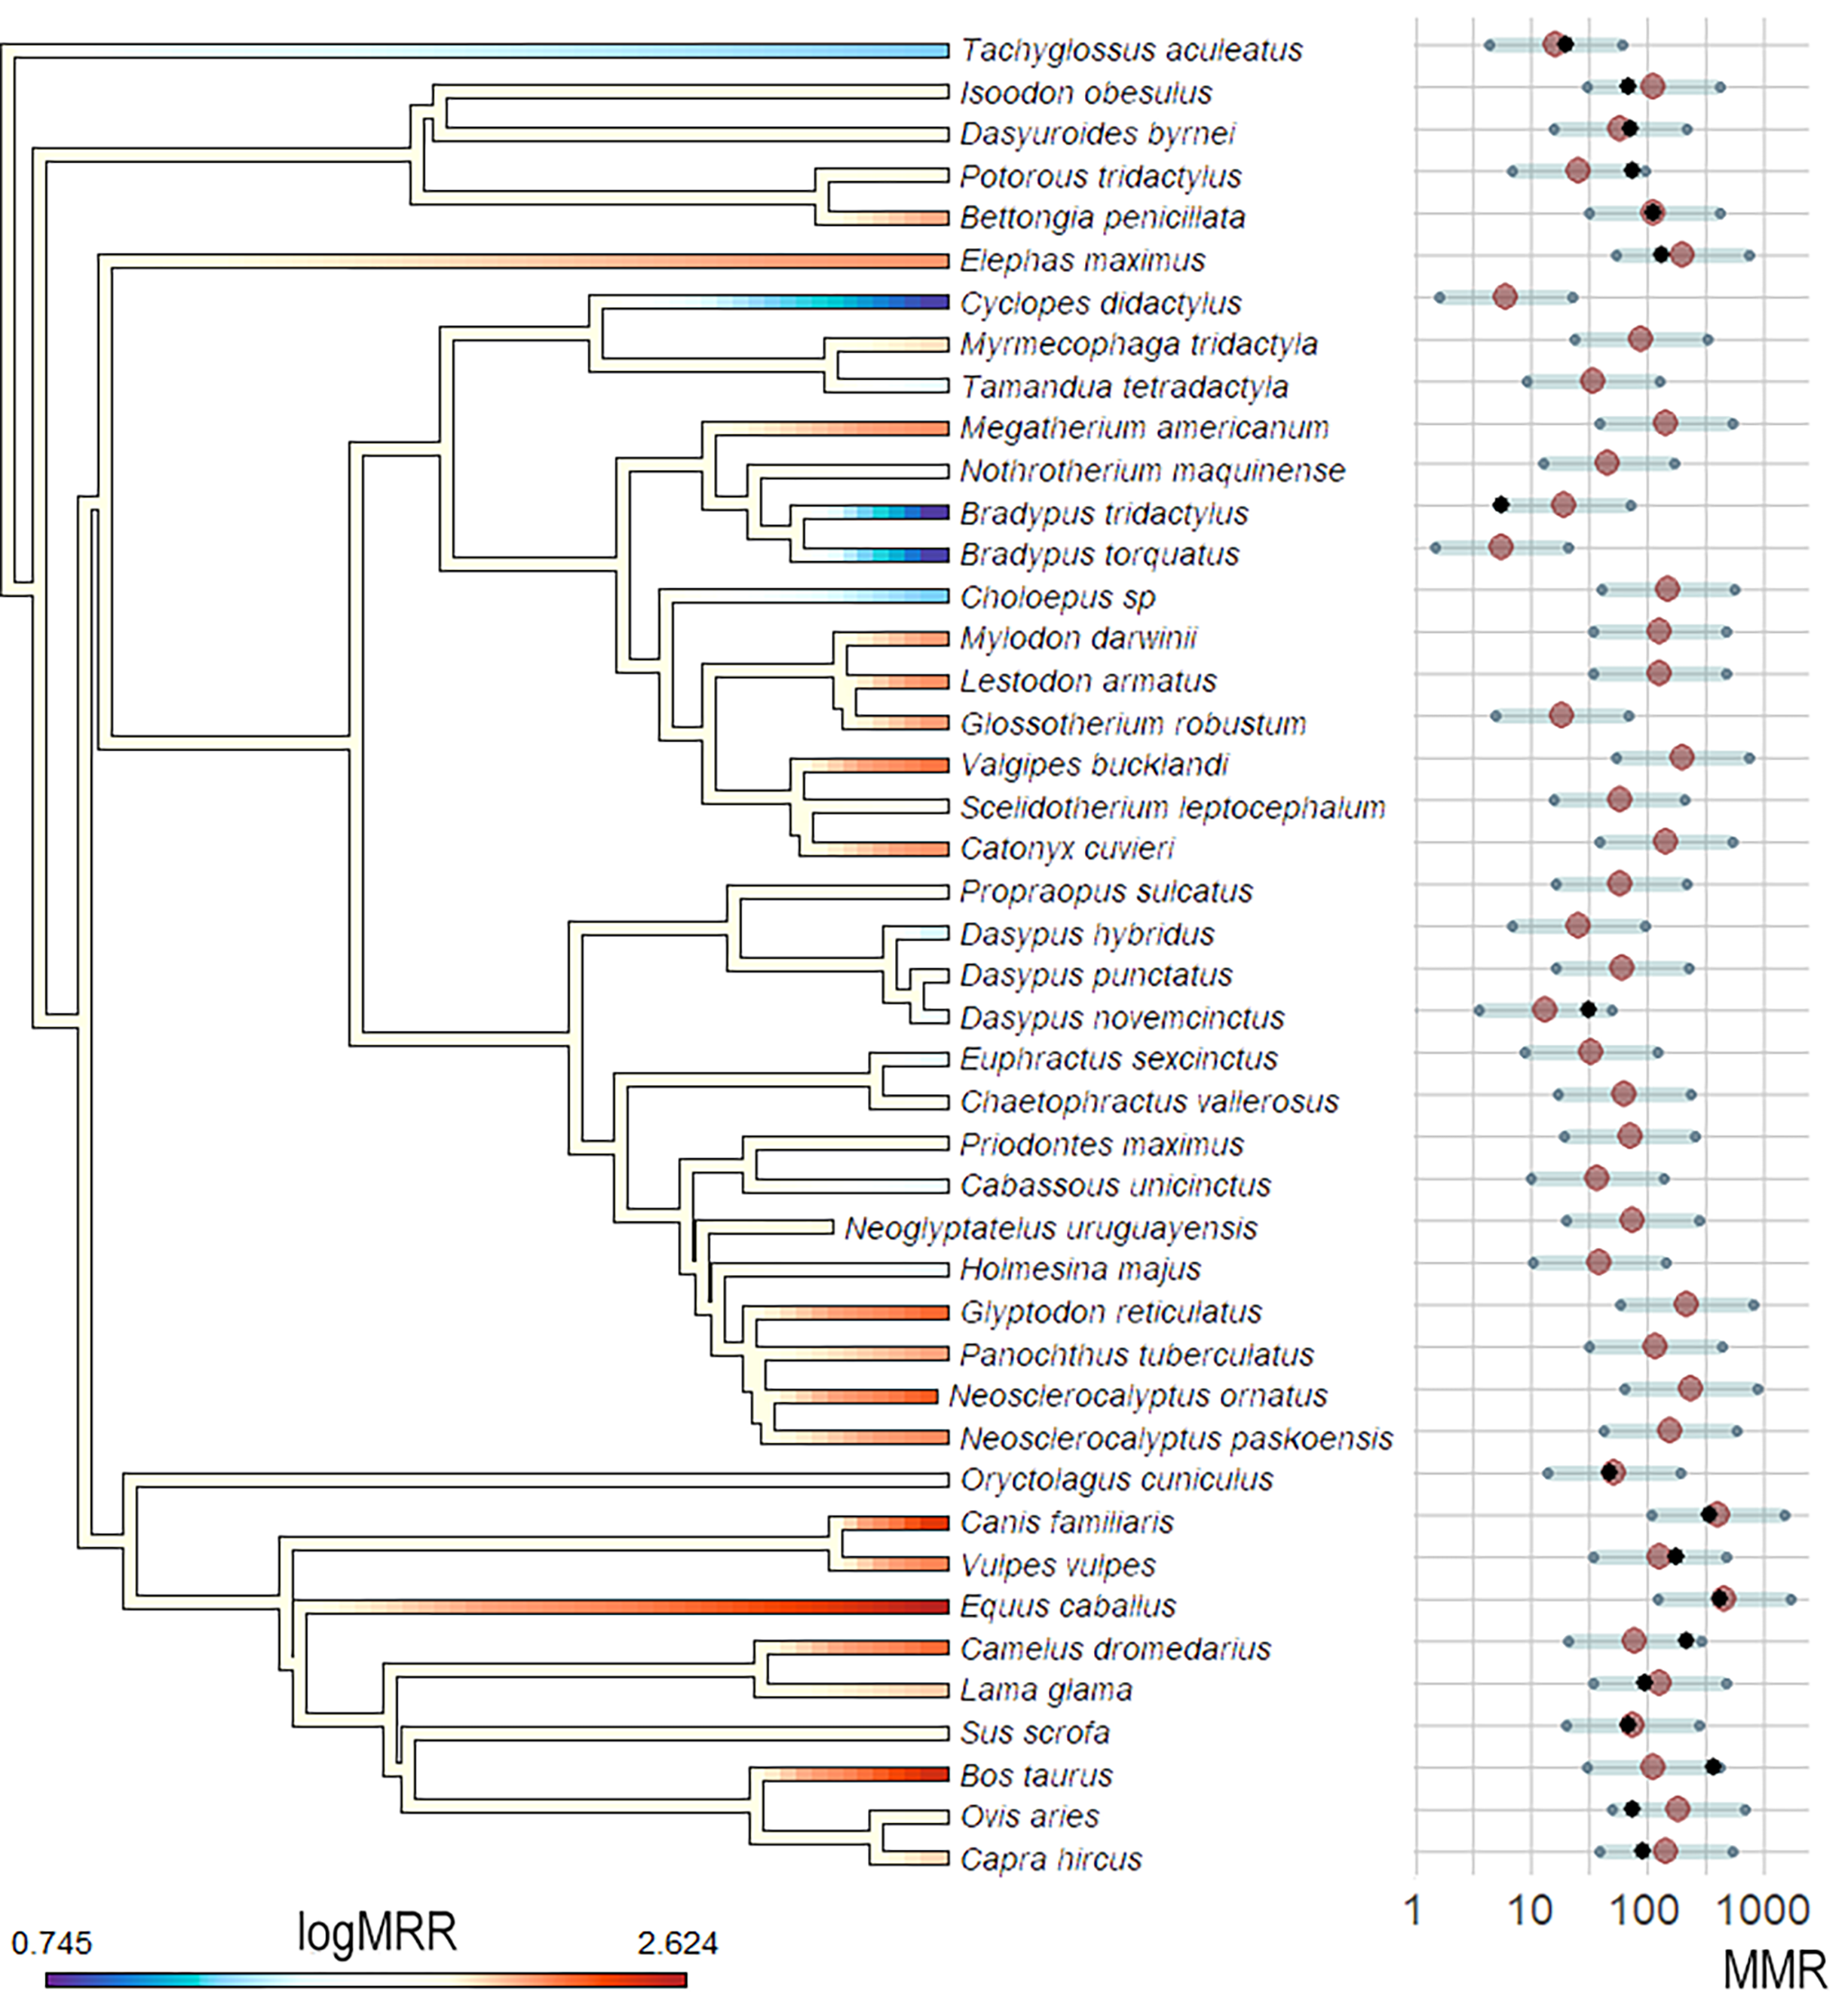 Tachyglossus aculeatus
Isoodon obesulus
Dasyuroides byrnei
Potorous tridactylus
Bettongia penicillata
Elephas maximus
Cyclopes didactylus
Myrmecophaga tridactyla
Tamandua tetradactyla
Megatherium americanum
Nothrotherium maquinense
Bradypus tridactylus
Bradypus torquatus
Choloepus sp
Mylodon darwinii
Lestodon armatus
Glossotherium robustum
Valgipes bucklandi
Scelidotherium leptocephalum
Catonyx cuvieri
Propraopus sulcatus
Dasypus hybridus
Dasypus punctatus
Dasypus novemcinctus
Euphractus sexcinctus
Chaetophractus vallerosus
Priodontes maximus
Cabassous unicinctus
Neoglyptatelus uruguayensis
Holmesina majus
Glyptodon reticulatus
Panochthus tuberculatus
Neosclerocalyptus ornatus
Neosclerocalyptus paskoensis
Oryctolagus cuniculus
Canis familiaris
Vulpes vulpes
Equus caballus
Camelus dromedarius
Lama glama
Sus scrofa
Bos taurus
Ovis aries
Capra hircus
1 10 100 1000
MMR
0.745 logMRR 2.624